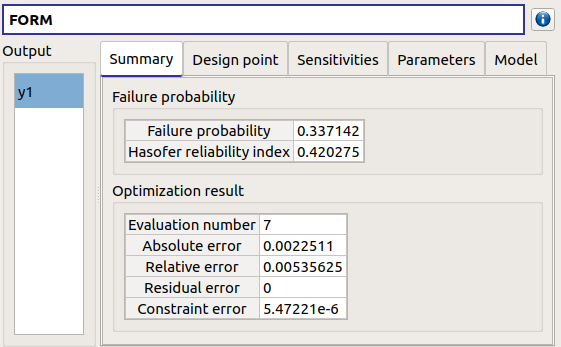 FORM
Output
y1
Summary Design point Sensitivities Parameters Model
Failure probability
Failure probability 0.337142
Hasofer reliability index 0.420275
Optimization result
Evaluation number 7
Absolute error 0.0022511
Relative error 0.00535625
Residual error 0
Constraint error 5.47221e-6